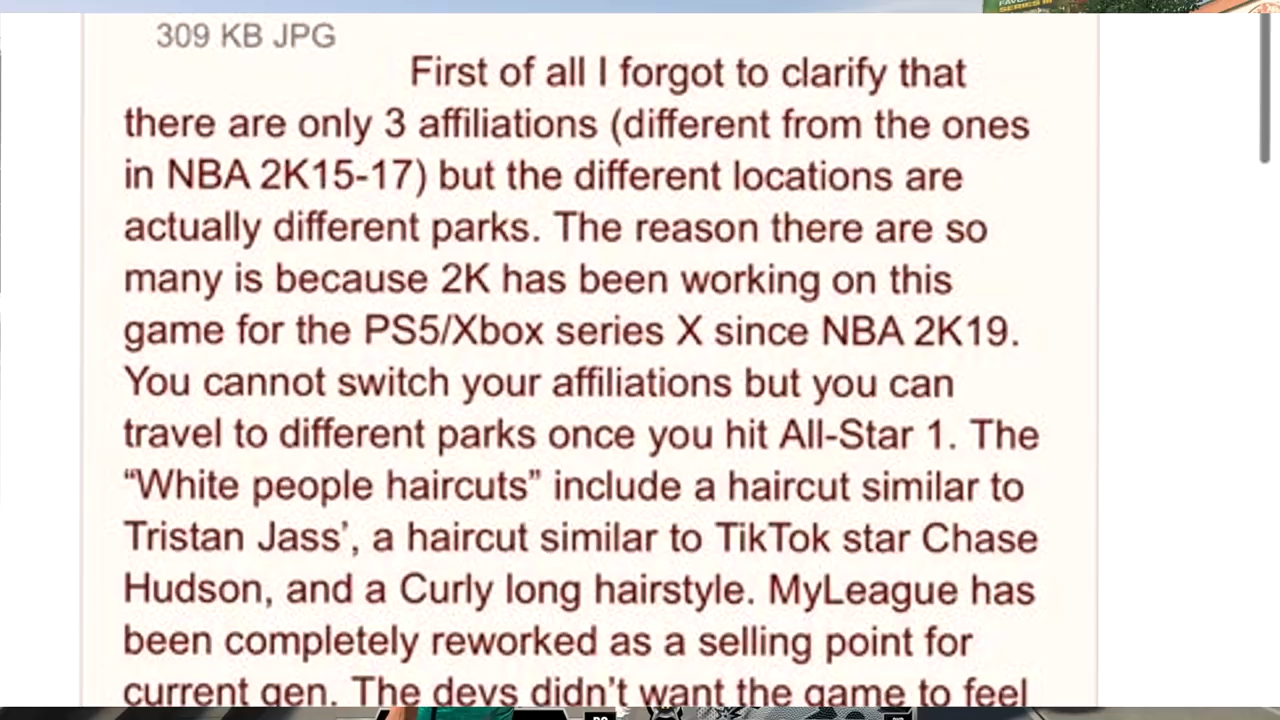 309 KB JPG
First of all I forgot to clarify that
there are only 3 affiliations (different from the ones
in NBA 2K15-17) but the different locations are
actually different parks. The reason there are so
many is because 2K has been working on this
game for the PS5/Xbox series X since NBA 2K19.
You cannot switch your affiliations but you can
travel to different parks once you hit All-Star 1. The
“White people haircuts” include a haircut similar to
Tristan Jass’, a haircut similar to TikTok star Chase
Hudson, and a Curly long hairstyle. MyLeague has
been completely reworked as a selling point for
current gen. The devs didn’t want the game to feel